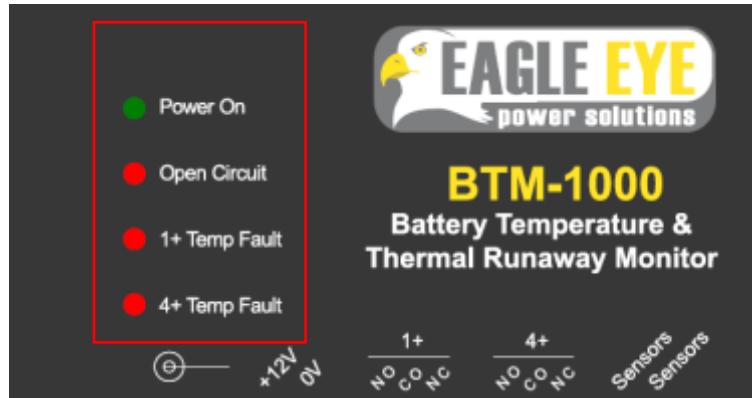 EAGLE EYE
power solutions
Power On
Open Circuit
1+ Temp Fault
4+ Temp Fault
BTM-1000
Battery Temperature &
Thermal Runaway Monitor
+12V
0V
1+
NO CO NC
4+
NO CO NC
Sensors
Sensors